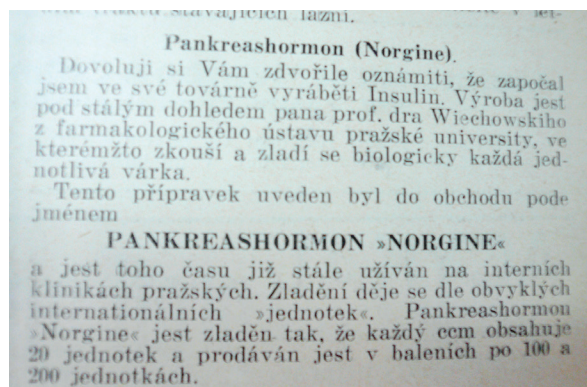 stávajících lázní.
Pankreashormon (Norgine).
Dovoluji si Vám zdvořile oznámiti, že započal
jsem ve své továrně vyráběti Insulin. Výroba jest
pod stálým dohledem pana prof. dra Wiechowskiho
z farmakologického ústavu pražské university, ve
kterémžto zkouší a zladí se biologicky každá jed-
notlivá várka.
Tento přípravek uveden byl do obchodu pode
jménem
PANKREASHORMON »NORGINE«
a jest toho času již stále užíván na interních
klinikách pražských. Zladění děje se dle obvyklých
internationálních »jednotek«. Pankreashormon
»Norgine« jest zladěn tak, že každý ccm obsahuje
20 jednotek a prodáván jest v baleních po 100 a
200 jednotkách.